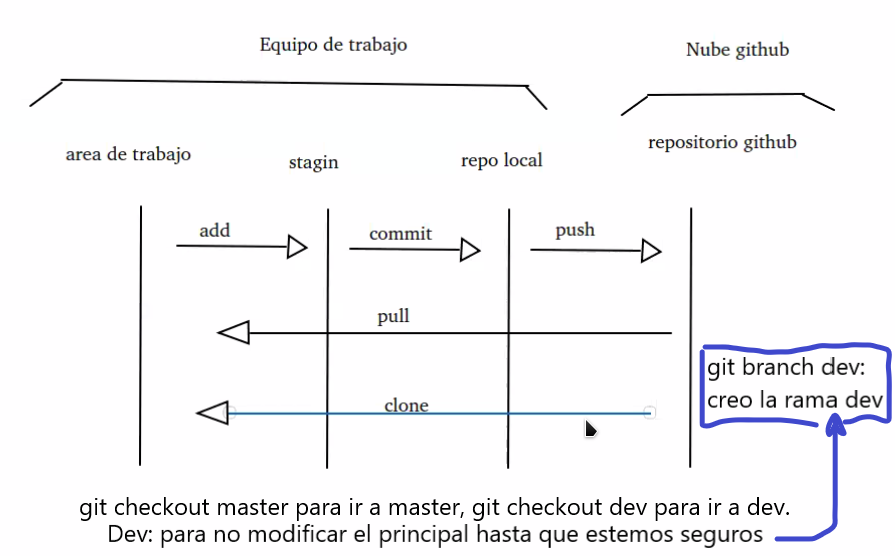 Equipo de trabajo
Nube github
area de trabajo
stagin
repo local
repositorio github
add
commit
push
pull
clone
git branch dev:
creo la rama dev
git checkout master para ir a master, git checkout dev para ir a dev.
Dev: para no modificar el principal hasta que estemos seguros